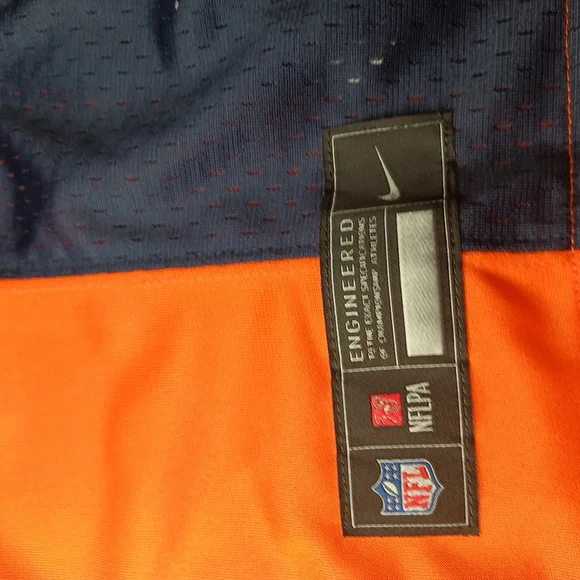 ENGINEERED
TO THE EXACT SPECIFICATIONS
OF CHAMPIONSHIP ATHLETES
NFLPA
NFL